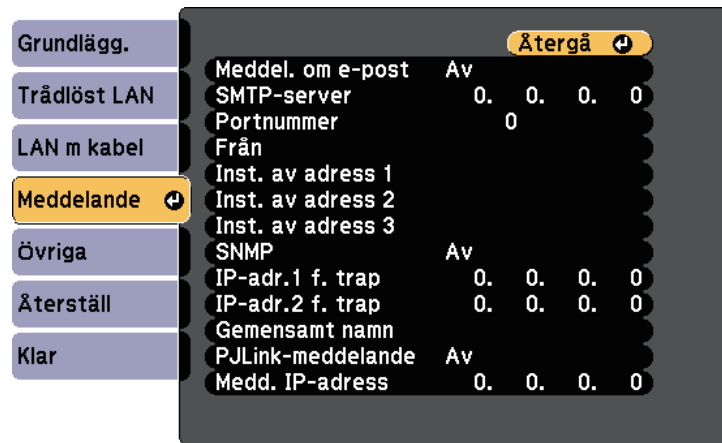 Grundlägg.
Trådlöst LAN
LAN m kabel
Meddelande
Övriga
Återställ
Klar
Återgå
Meddel. om e-post Av
SMTP-server 0. 0. 0. 0
Portnummer 0
Från
Inst. av adress 1
Inst. av adress 2
Inst. av adress 3
SNMP Av
IP-adr.1 f. trap 0. 0. 0. 0
IP-adr.2 f. trap 0. 0. 0. 0
Gemensamt namn
PJLink-meddelande Av
Medd. IP-adress 0. 0. 0. 0